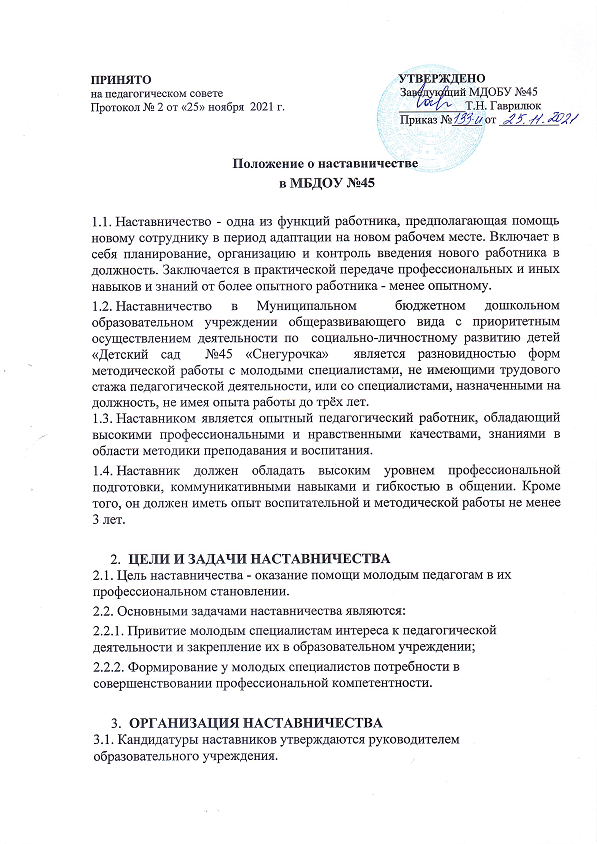 ПРИНЯТО
на педагогическом совете
Протокол № 2 от «25» ноября 2021 г.
УТВЕРЖДЕНО
Заведующий МДОБУ №45
Т.Н. Гаврилюк
Приказ № 133-и от 25.11.2021
Положение о наставничестве
в МБДОУ №45
1.1. Наставничество - одна из функций работника, предполагающая помощь
новому сотруднику в период адаптации на новом рабочем месте. Включает в
себя планирование, организацию и контроль введения нового работника в
должность. Заключается в практической передаче профессиональных и иных
навыков и знаний от более опытного работника - менее опытному.
1.2. Наставничество в Муниципальном бюджетном дошкольном
образовательном учреждении общеразвивающего вида с приоритетным
осуществлением деятельности по социально-личностному развитию детей
«Детский сад №45 «Снегурочка» является разновидностью форм
методической работы с молодыми специалистами, не имеющими трудового
стажа педагогической деятельности, или со специалистами, назначенными на
должность, не имея опыта работы до трёх лет.
1.3. Наставником является опытный педагогический работник, обладающий
высокими профессиональными и нравственными качествами, знаниями в
области методики преподавания и воспитания.
1.4. Наставник должен обладать высоким уровнем профессиональной
подготовки, коммуникативными навыками и гибкостью в общении. Кроме
того, он должен иметь опыт воспитательной и методической работы не менее
3 лет.
2. ЦЕЛИ И ЗАДАЧИ НАСТАВНИЧЕСТВА
2.1. Цель наставничества - оказание помощи молодым педагогам в их
профессиональном становлении.
2.2. Основными задачами наставничества являются:
2.2.1. Привитие молодым специалистам интереса к педагогической
деятельности и закрепление их в образовательном учреждении;
2.2.2. Формирование у молодых специалистов потребности в
совершенствовании профессиональной компетентности.
3. ОРГАНИЗАЦИЯ НАСТАВНИЧЕСТВА
3.1. Кандидатуры наставников утверждаются руководителем
образовательного учреждения.